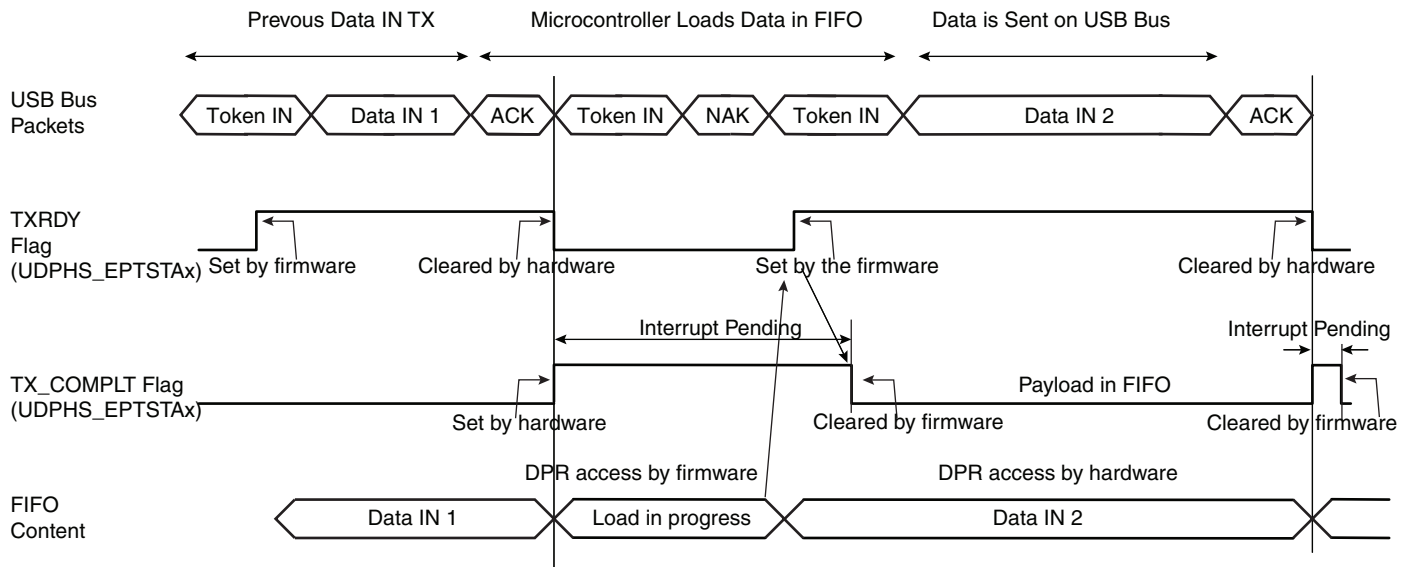 Prevous Data IN TX
Microcontroller Loads Data in FIFO
Data is Sent on USB Bus
USB Bus
Packets
Token IN
Data IN 1
ACK
Token IN
NAK
Token IN
Data IN 2
ACK
TXRDY
Flag
(UDPHS_EPTSTAx)
Set by firmware
Cleared by hardware
Set by the firmware
Cleared by hardware
Interrupt Pending
Interrupt Pending
TX_COMPLT Flag
(UDPHS_EPTSTAx)
Payload in FIFO
Set by hardware
Cleared by firmware
Cleared by firmware
DPR access by firmware
DPR access by hardware
FIFO
Content
Data IN 1
Load in progress
Data IN 2